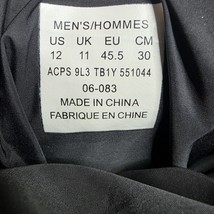 MEN'S/HOMMES
US UK EU CM
12 11 45.5 30
ACPS 9L3 TB1Y 551044
06-083
MADE IN CHINA
FABRIQUE EN CHINE